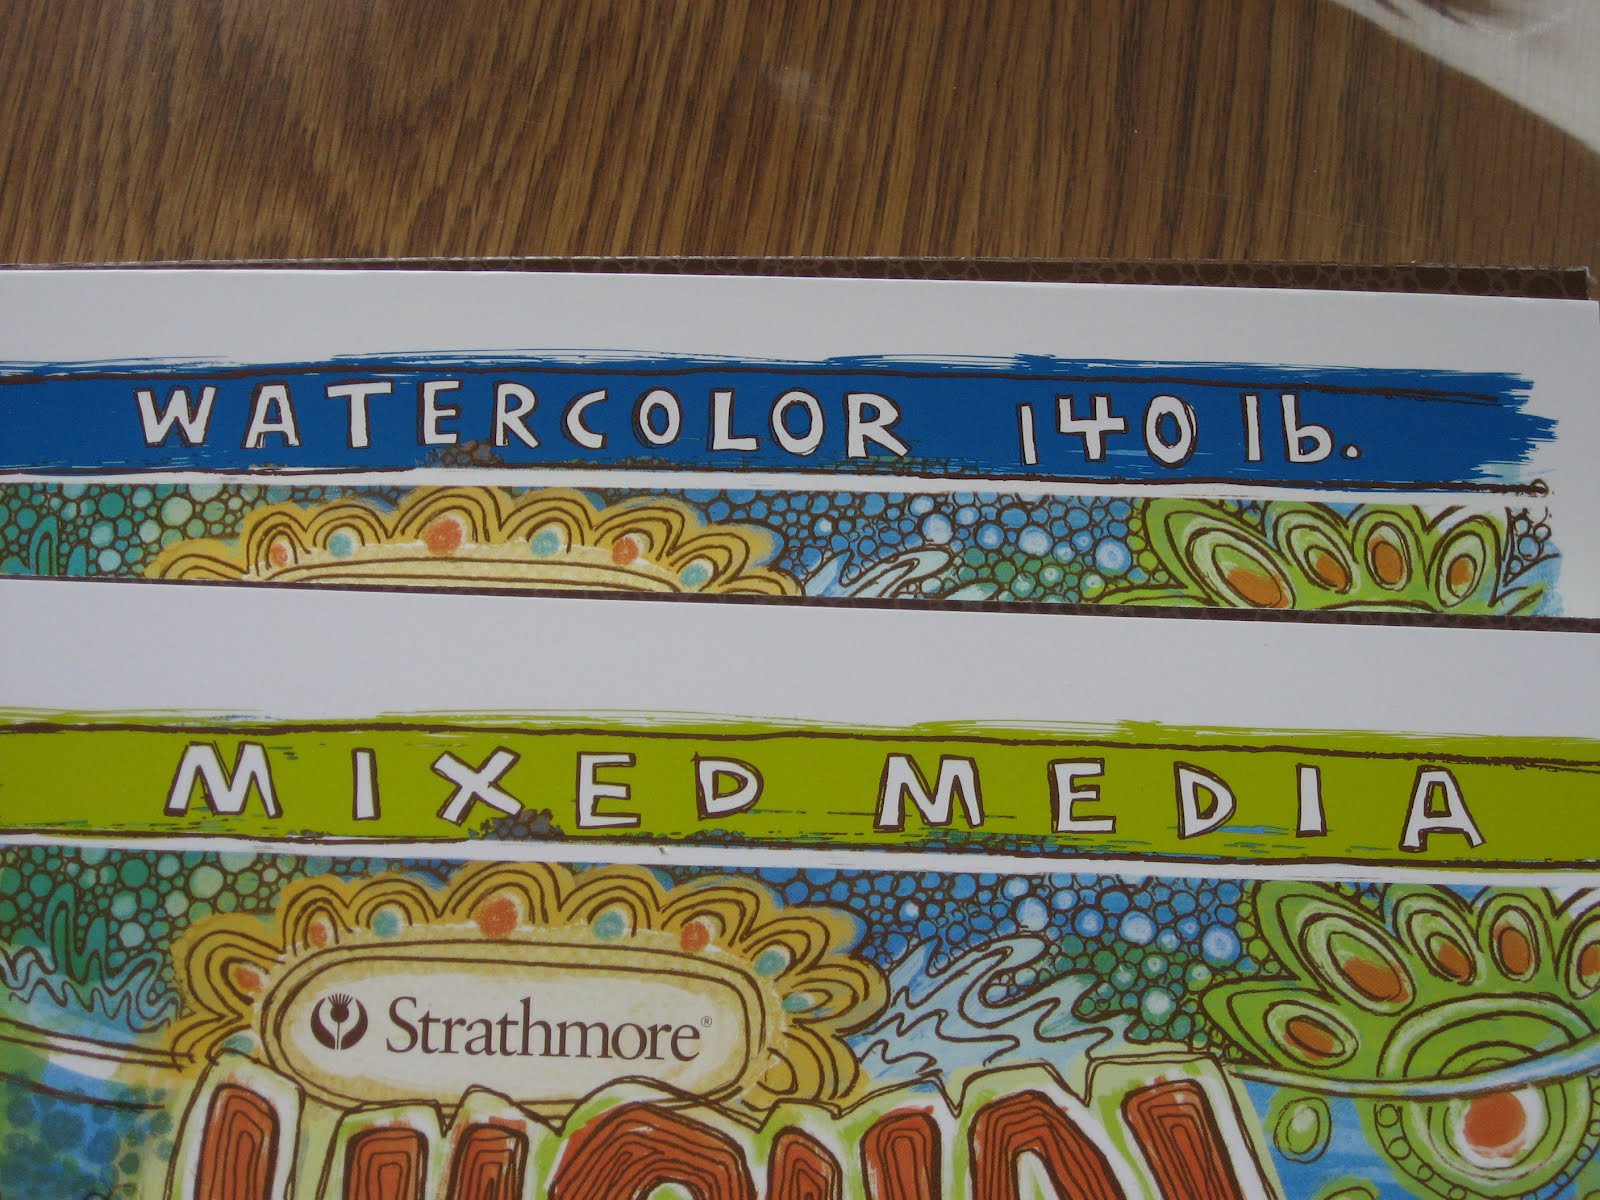 WATERCOLOR 140 lb.
MIXED MEDIA
Strathmore®